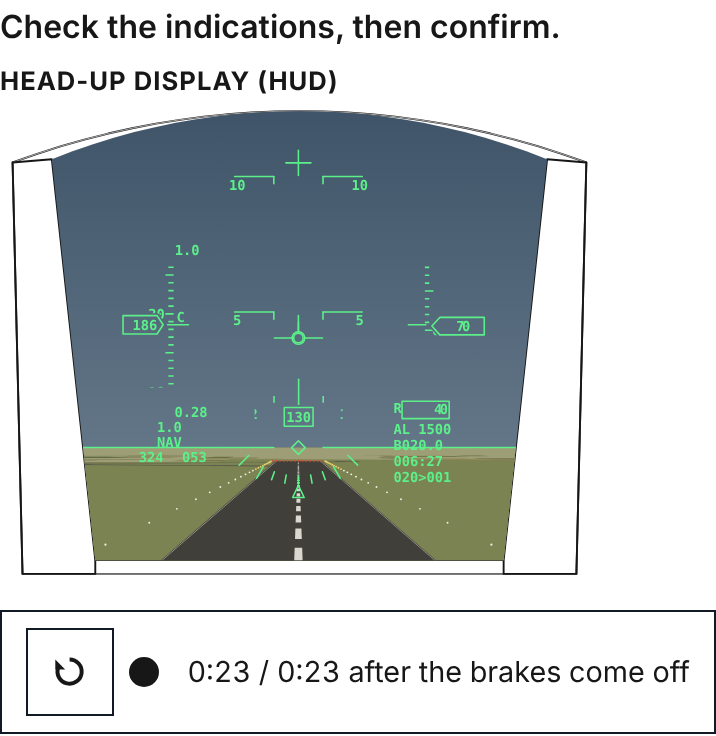 Check the indications, then confirm.
HEAD-UP DISPLAY (HUD)
10 10
1.0
C
186 70
5 5
0.28 130 R 40
1.0 AL 1500
NAV B020.0
324 053 006:27
020>001
0:23 / 0:23 after the brakes come off